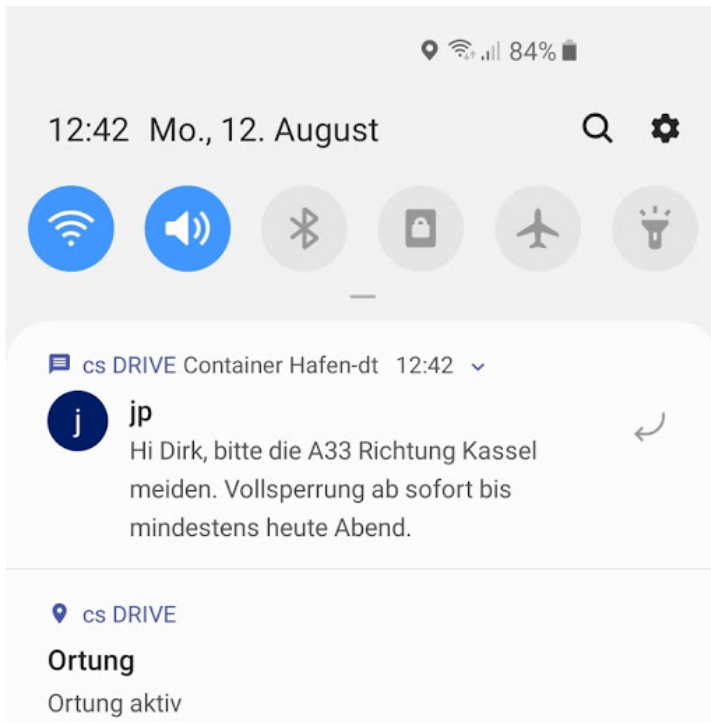 84%
12:42 Mo., 12. August
cs DRIVE Container Hafen-dt 12:42
j
jp
Hi Dirk, bitte die A33 Richtung Kassel
meiden. Vollsperrung ab sofort bis
mindestens heute Abend.
cs DRIVE
Ortung
Ortung aktiv